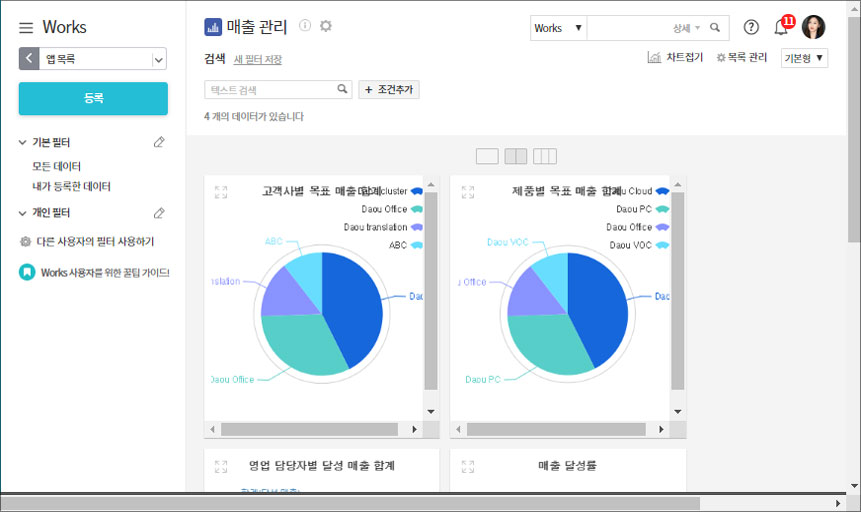 Works
앱 목록
등록
기본 필터
모든 데이터
내가 등록한 데이터
개인 필터
다른 사용자의 필터 사용하기
Works 사용자를 위한 꿀팁 가이드!
매출 관리
Works
상세
11
검색 새 필터 저장
차트접기 목록 관리 기본형
텍스트 검색
+ 조건추가
4 개의 데이터가 있습니다
고객사별 목표 매출 합계
cluster
Daou Office
Daou translation
ABC
ABC
nslation
Dao
Daou Office
제품별 목표 매출 합계
Cloud
Daou PC
Daou Office
Daou VOC
Daou VOC
Office
Dao
Daou PC
영업 담당자별 달성 매출 합계
매출 달성률